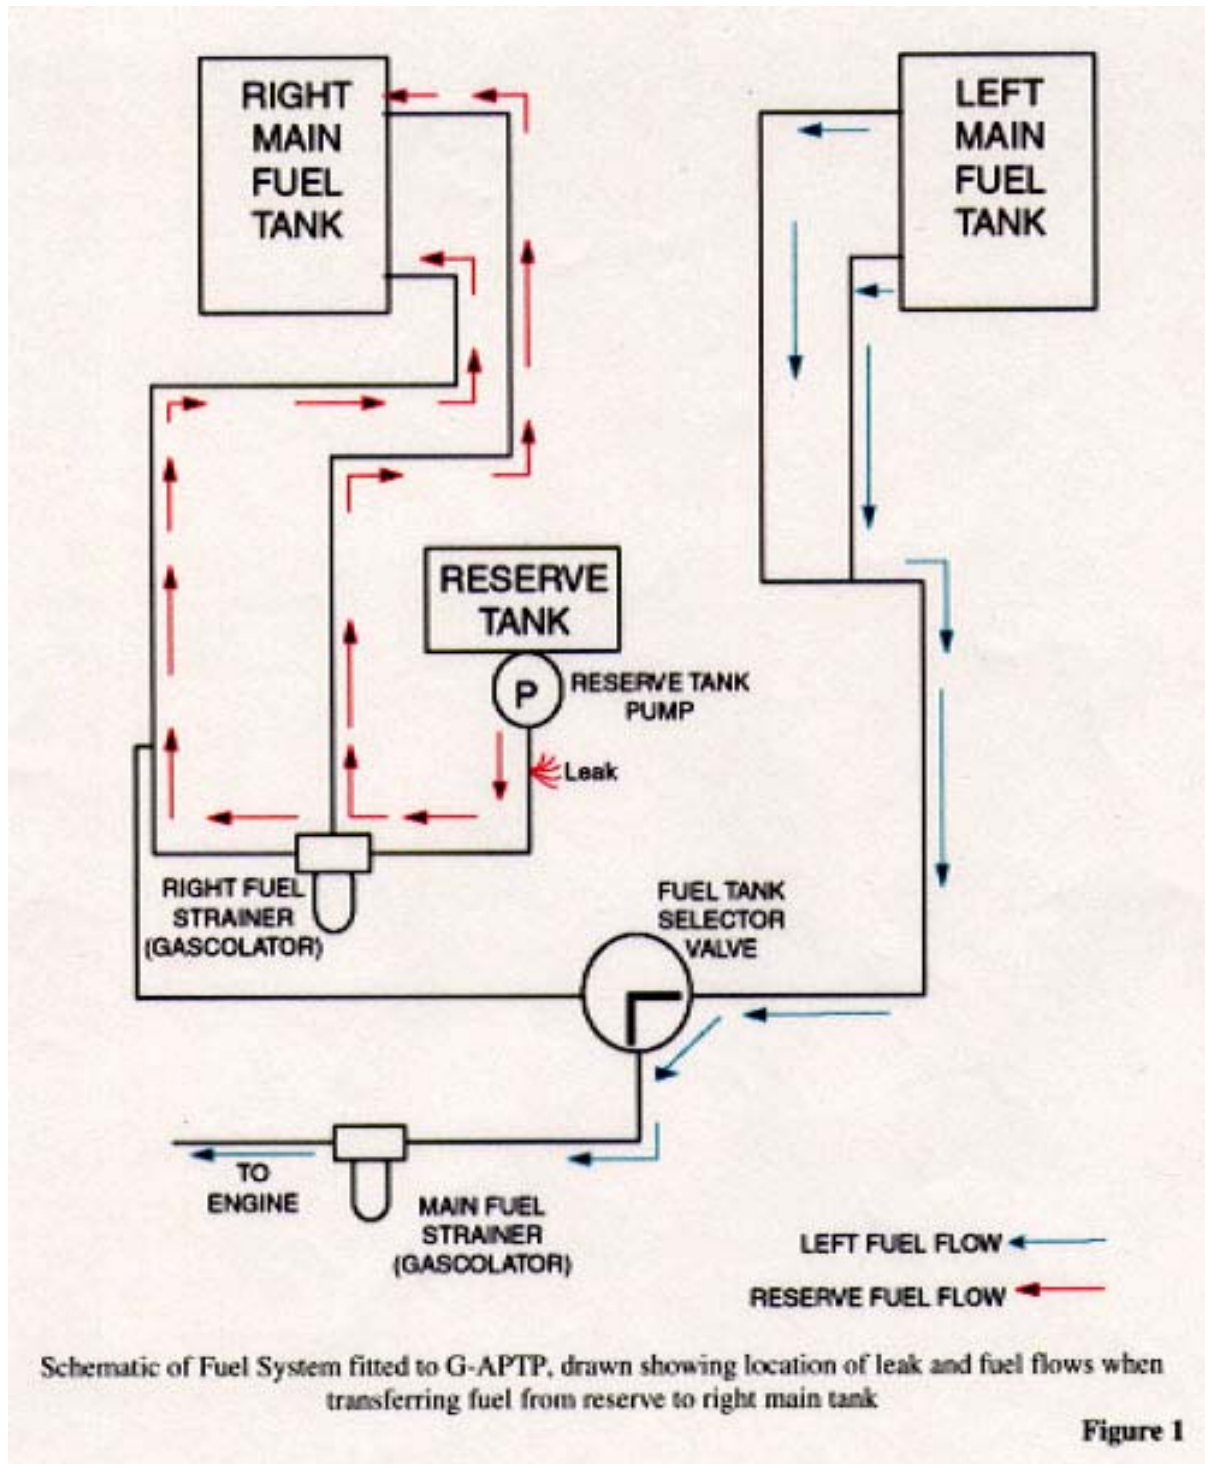 RIGHT
MAIN
FUEL
TANK
LEFT
MAIN
FUEL
TANK
RESERVE
TANK
P
RESERVE TANK
PUMP
Leak
RIGHT FUEL
STRAINER
(GASCOLATOR)
FUEL TANK
SELECTOR
VALVE
TO
ENGINE
MAIN FUEL
STRAINER
(GASCOLATOR)
LEFT FUEL FLOW
RESERVE FUEL FLOW
Schematic of Fuel System fitted to G-APTP, drawn showing location of leak and fuel flows when
transferring fuel from reserve to right main tank
Figure 1